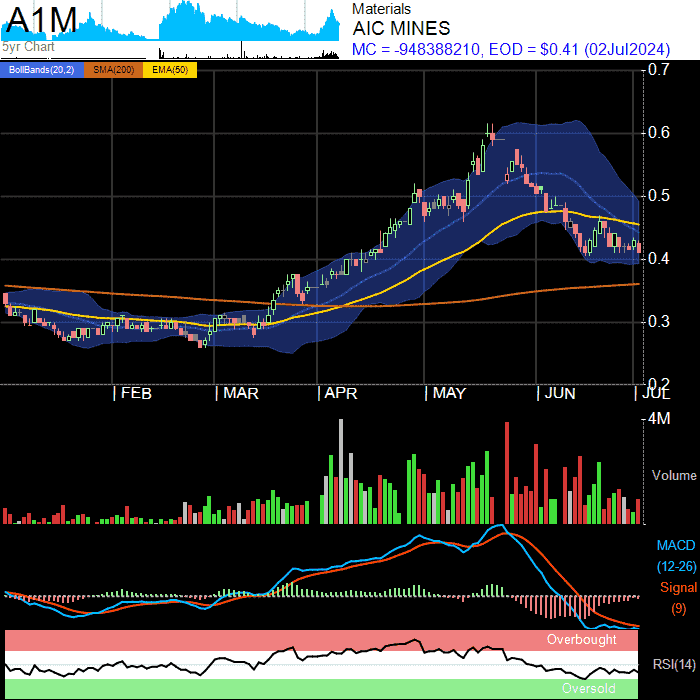 A1M
5yr Chart
Materials
AIC MINES
MC = -948388210, EOD = $0.41 (02Jul2024)
BollBands(20,2) SMA(200) EMA(50)
0.7
0.6
0.5
0.4
0.3
0.2
FEB MAR APR MAY JUN JUL
4M
Volume
MACD
(12-26)
Signal
(9)
Overbought
RSI(14)
Oversold